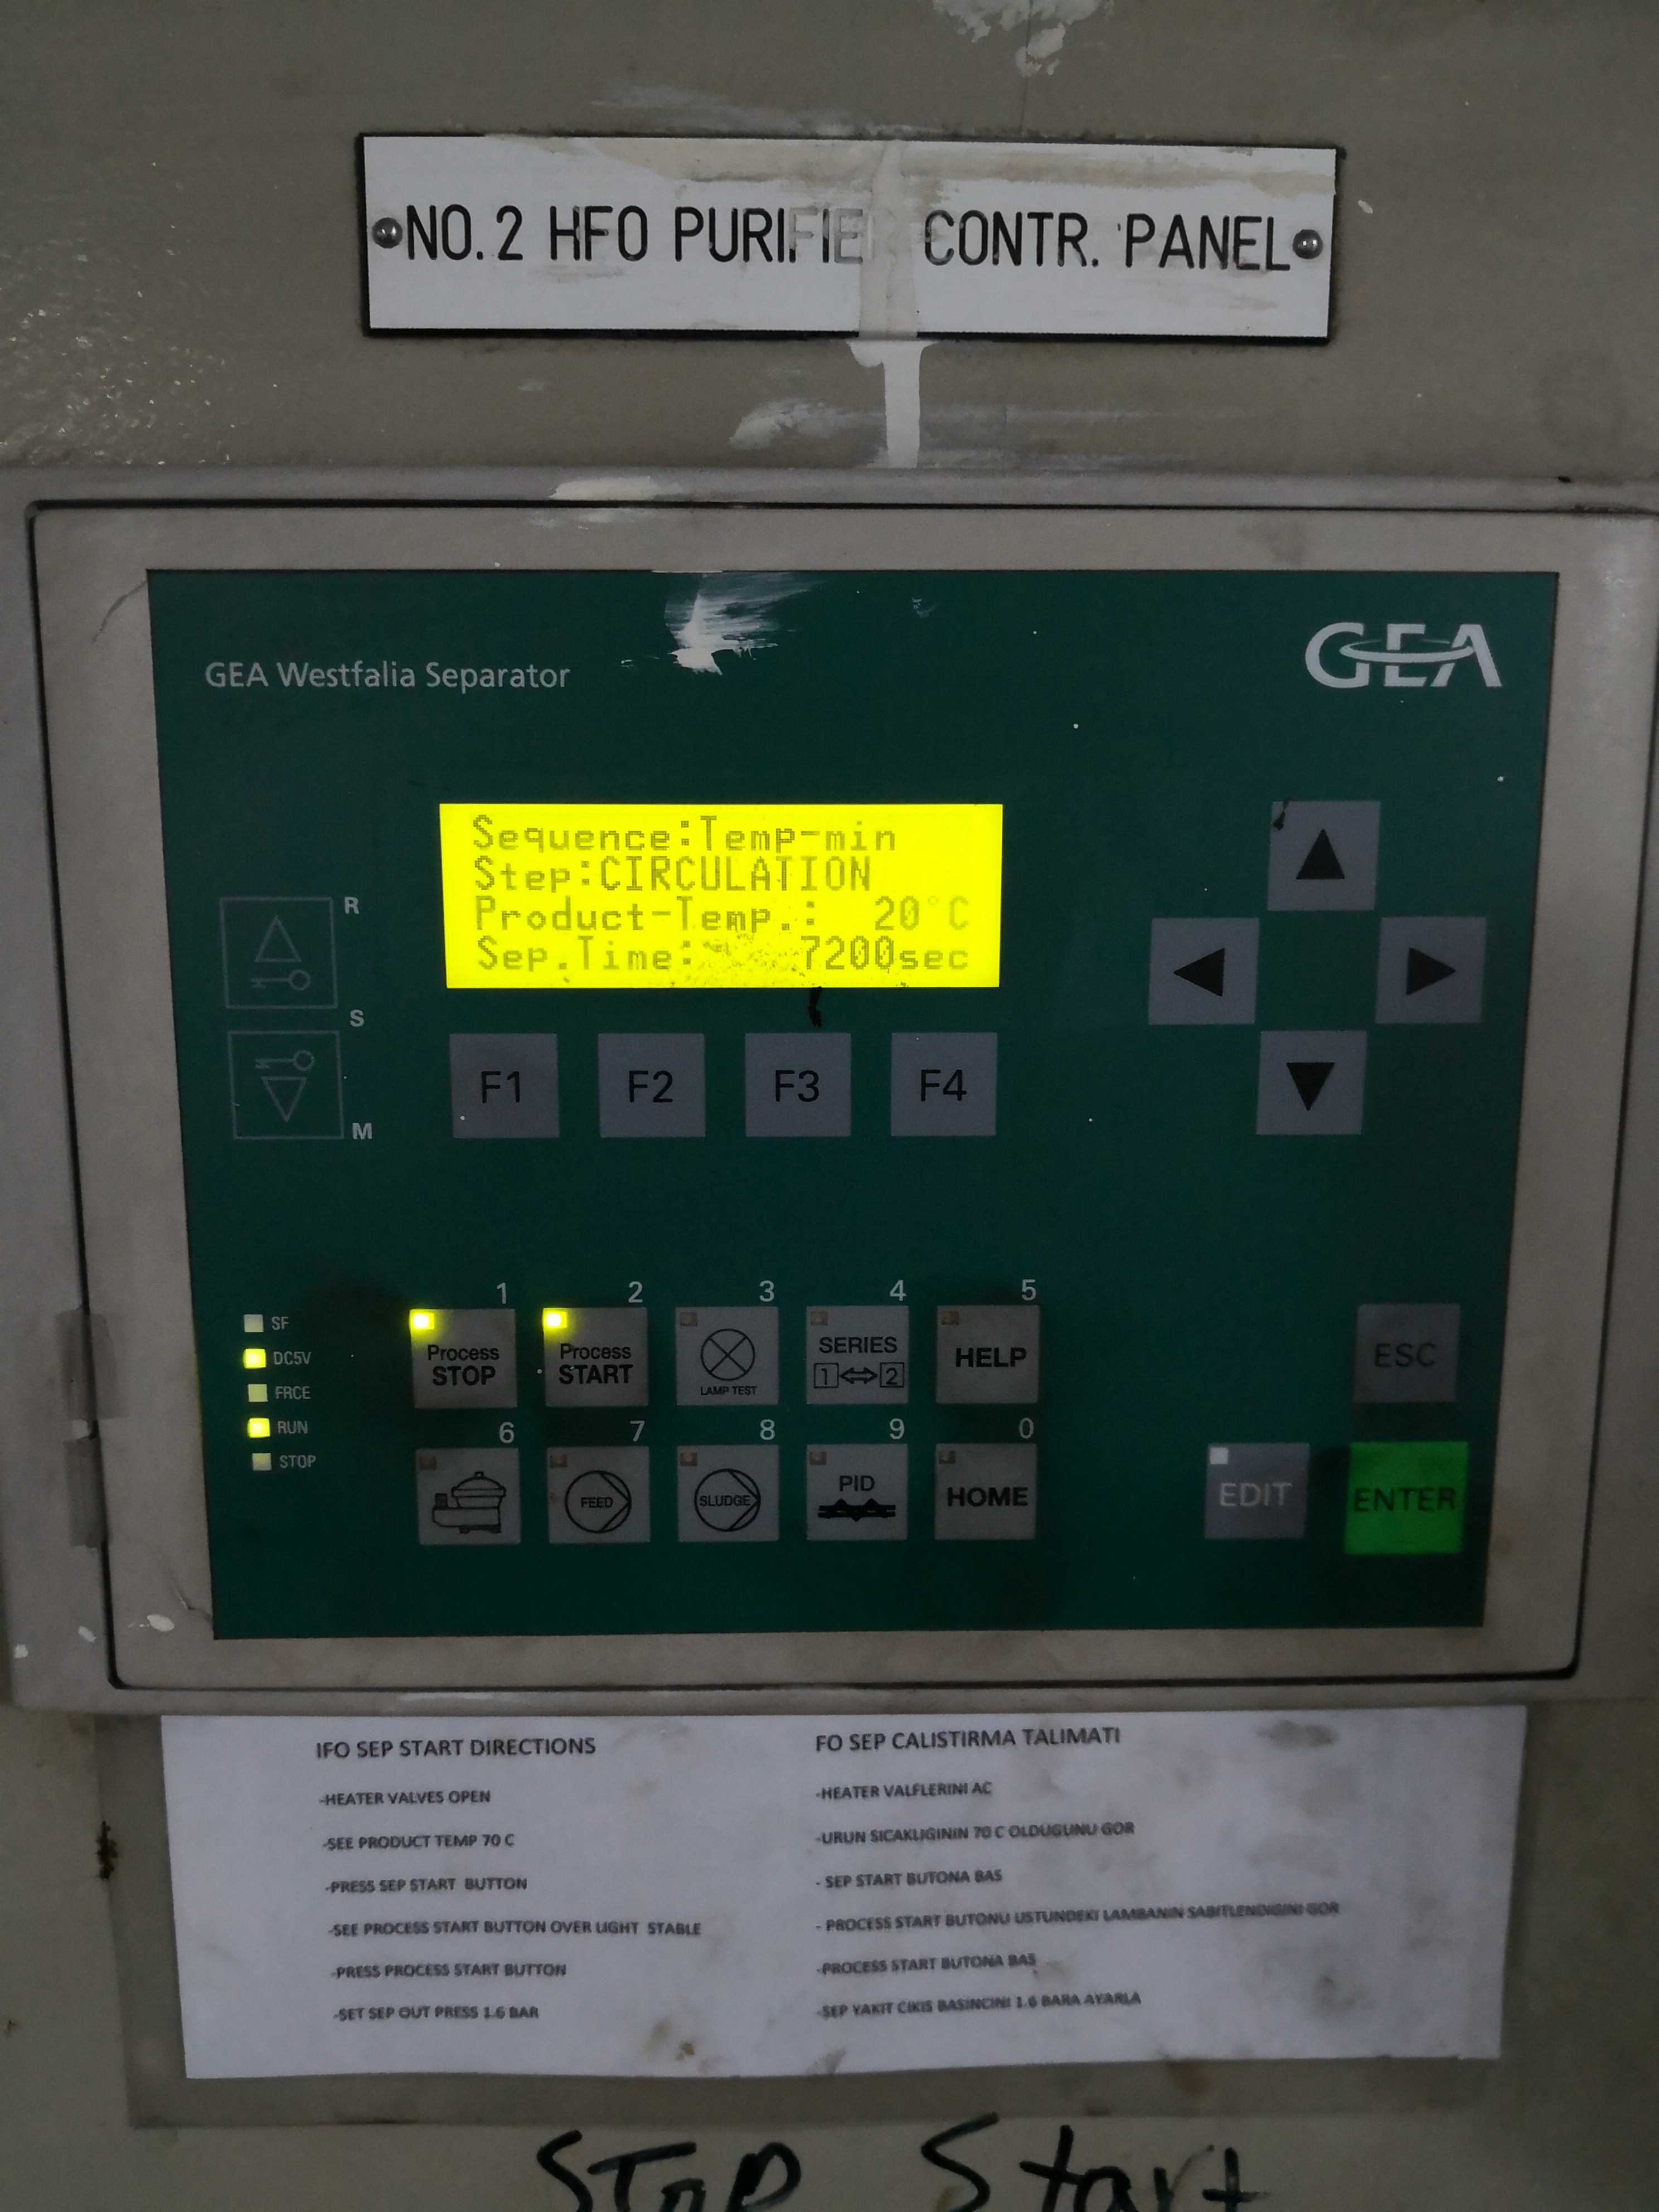 NO.2 HFO PURIFIER CONTR. PANEL
GEA Westfalia Separator
GEA
Sequence:Temp-min
Step:CIRCULATION
Product-Temp.: 20°C
Sep.Time: 7200sec
R
S
M
F1 F2 F3 F4
1 2 3 4 5
SF
DC5V
FRCE
RUN
STOP
Process STOP
Process START
LAMP TEST
SERIES 1 2
HELP
ESC
6 7 8 9 0
FEED
SLUDGE
PID
HOME
EDIT
ENTER
IFO SEP START DIRECTIONS
-HEATER VALVES OPEN
-SEE PRODUCT TEMP 70 C
-PRESS SEP START BUTTON
-SEE PROCESS START BUTTON OVER LIGHT STABLE
-PRESS PROCESS START BUTTON
-SET SEP OUT PRESS 1.6 BAR
FO SEP CALISTIRMA TALIMATI
-HEATER VALFLERINI AC
-URUN SICAKLIGININ 70 C OLDUGUNU GOR
- SEP START BUTONA BAS
- PROCESS START BUTONU USTUNDEKI LAMBANIN SABITLENDIGINI GOR
-PROCESS START BUTONA BAS
-SEP YAKIT CIKIS BASINCINI 1.6 BARA AYARLA
STOP Start